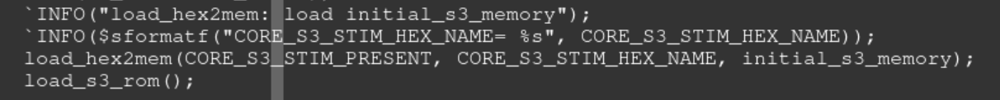 `INFO("load_hex2mem: load initial_s3_memory");
`INFO($sformatf("CORE_S3_STIM_HEX_NAME= %s", CORE_S3_STIM_HEX_NAME));
load_hex2mem(CORE_S3_STIM_PRESENT, CORE_S3_STIM_HEX_NAME, initial_s3_memory);
load_s3_rom();